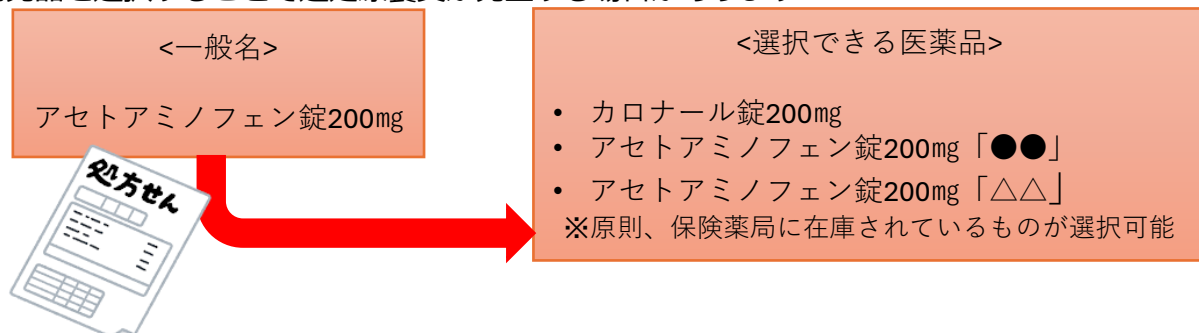 <一般名>
アセトアミノフェン錠200㎎
処方せん
<選択できる医薬品>
• カロナール錠200㎎
• アセトアミノフェン錠200㎎「●●」
• アセトアミノフェン錠200㎎「△△」
※原則、保険薬局に在庫されているものが選択可能